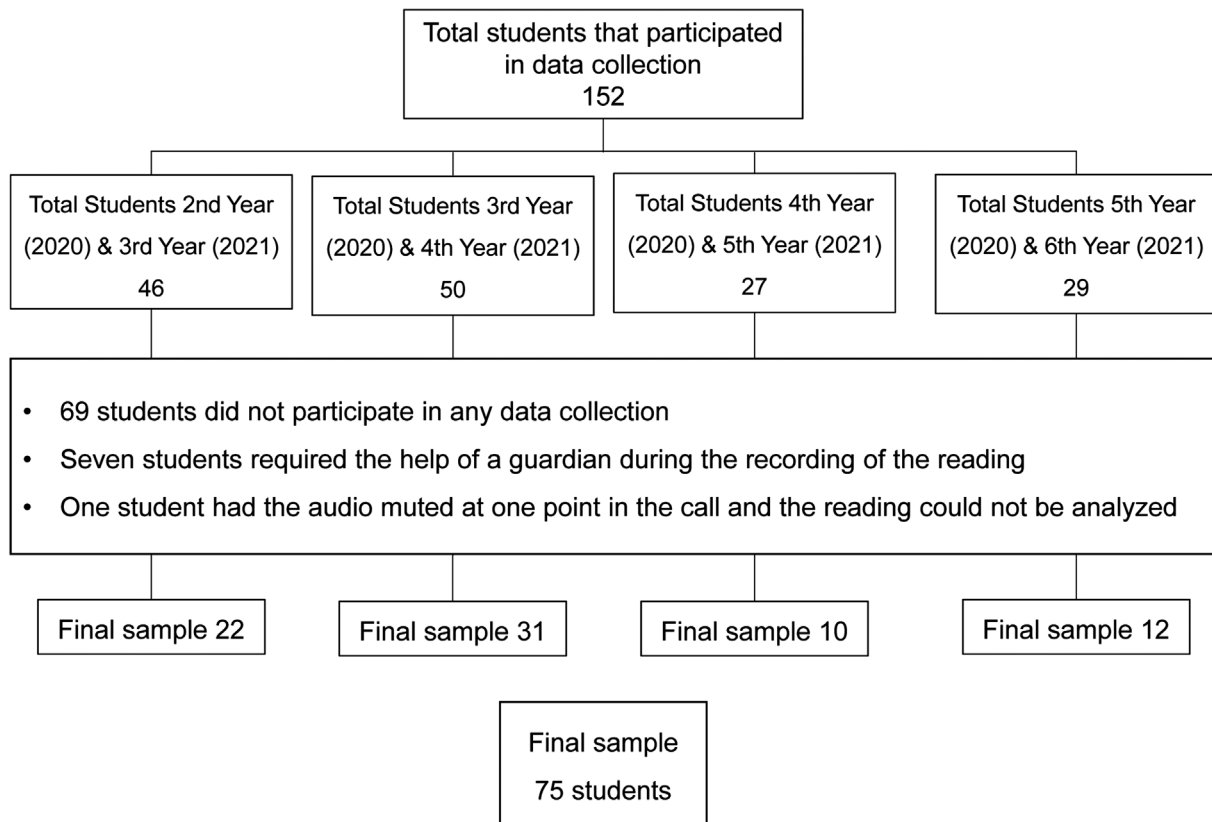 Total students that participated
in data collection
152
Total Students 2nd Year
(2020) & 3rd Year (2021)
46
Total Students 3rd Year
(2020) & 4th Year (2021)
50
Total Students 4th Year
(2020) & 5th Year (2021)
27
Total Students 5th Year
(2020) & 6th Year (2021)
29
• 69 students did not participate in any data collection
• Seven students required the help of a guardian during the recording of the reading
• One student had the audio muted at one point in the call and the reading could not be analyzed
Final sample 22
Final sample 31
Final sample 10
Final sample 12
Final sample
75 students